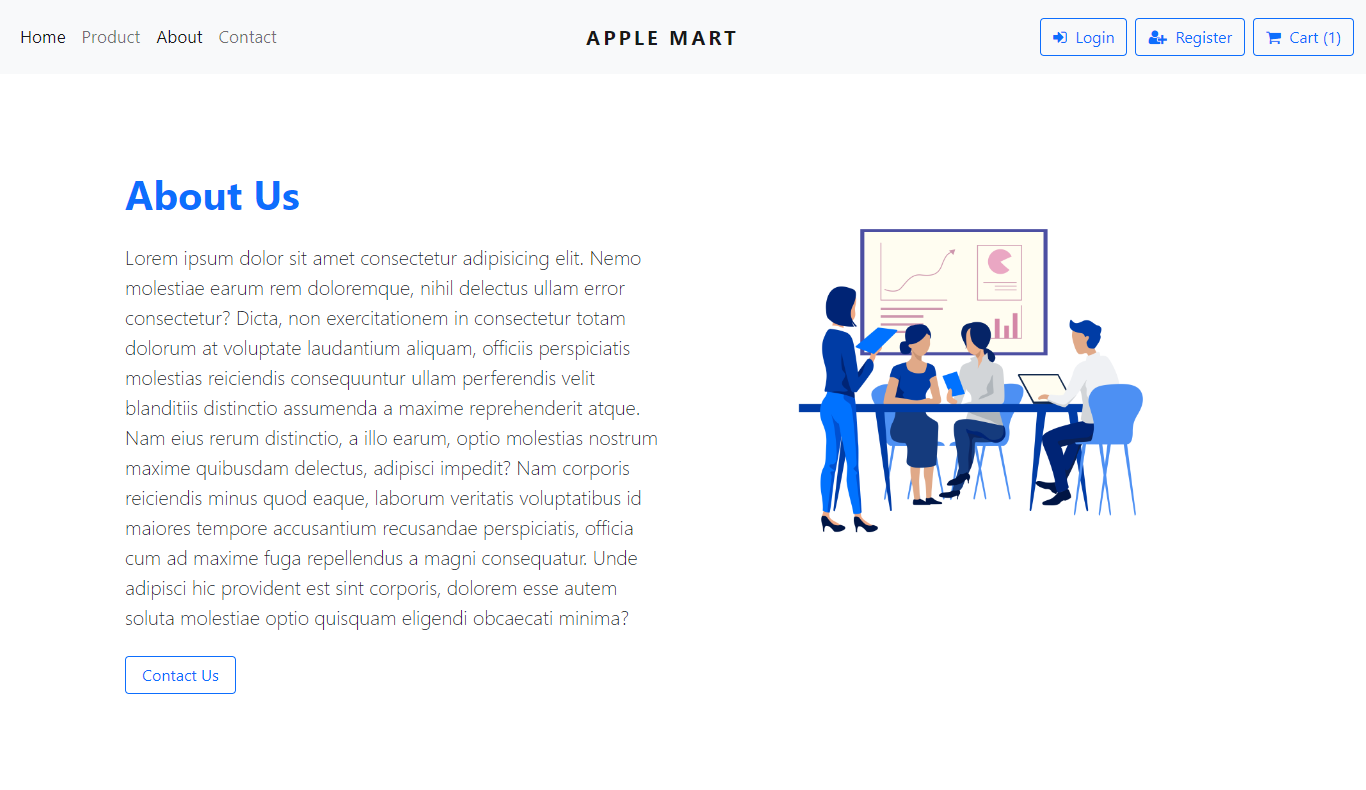 Home Product About Contact APPLE MART Login Register Cart (1)
About Us
Lorem ipsum dolor sit amet consectetur adipisicing elit. Nemo
molestiae earum rem doloremque, nihil delectus ullam error
consectetur? Dicta, non exercitationem in consectetur totam
dolorum at voluptate laudantium aliquam, officiis perspiciatis
molestias reiciendis consequuntur ullam perferendis velit
blanditiis distinctio assumenda a maxime reprehenderit atque.
Nam eius rerum distinctio, a illo earum, optio molestias nostrum
maxime quibusdam delectus, adipisci impedit? Nam corporis
reiciendis minus quod eaque, laborum veritatis voluptatibus id
maiores tempore accusantium recusandae perspiciatis, officia
cum ad maxime fuga repellendus a magni consequatur. Unde
adipisci hic provident est sint corporis, dolorem esse autem
soluta molestiae optio quisquam eligendi obcaecati minima?
Contact Us